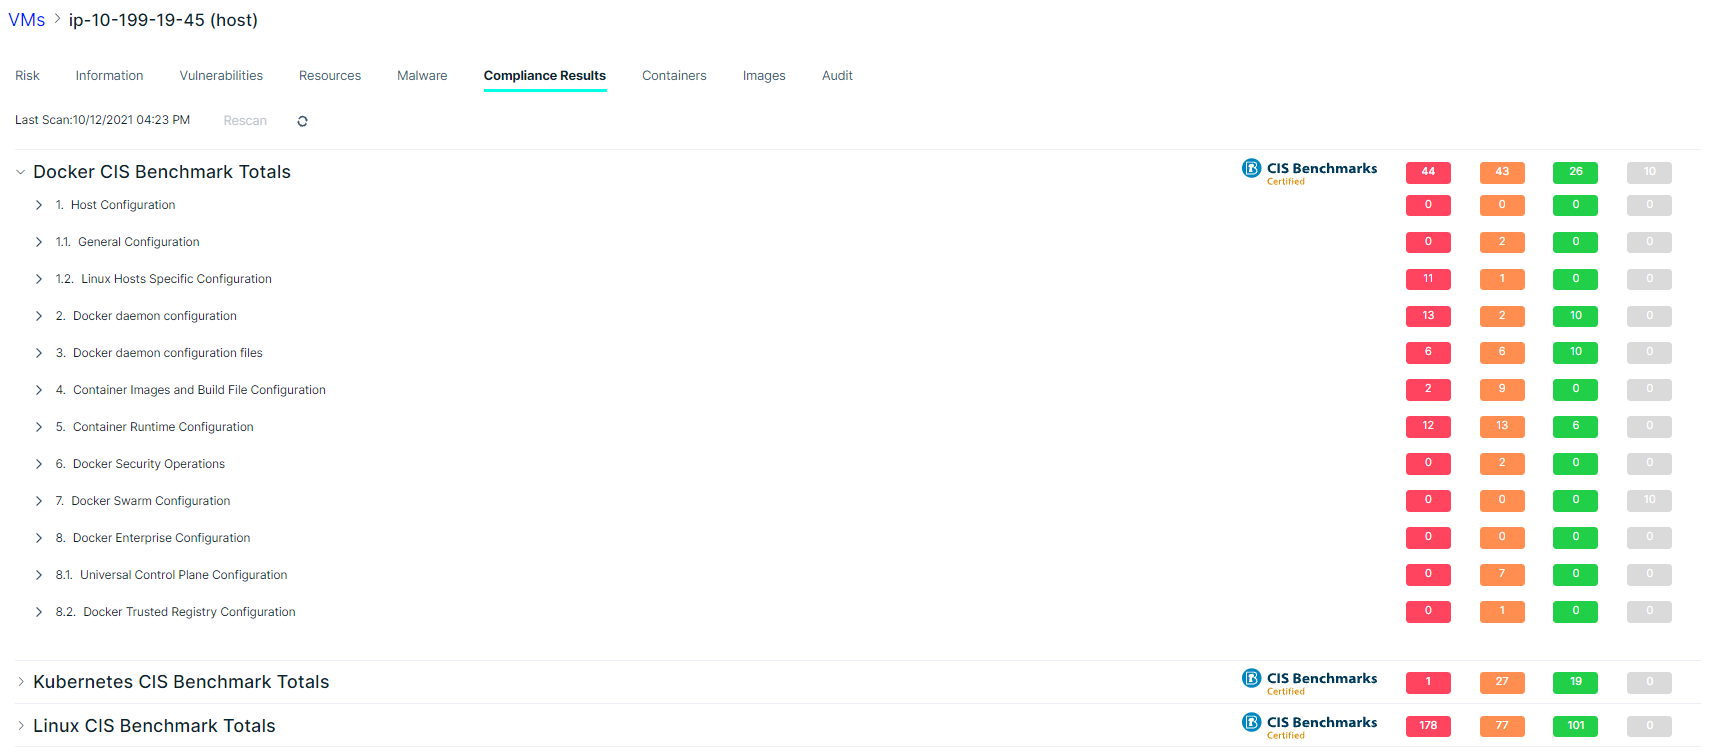 VMs > ip-10-199-19-45 (host)
Risk Information Vulnerabilities Resources Malware Compliance Results Containers Images Audit
Last Scan:10/12/2021 04:23 PM Rescan
Docker CIS Benchmark Totals CIS Benchmarks 44 43 26 10
Certified
1. Host Configuration 0 0 0 0
1.1. General Configuration 0 2 0 0
1.2. Linux Hosts Specific Configuration 11 1 0 0
2. Docker daemon configuration 13 2 10 0
3. Docker daemon configuration files 6 6 10 0
4. Container Images and Build File Configuration 2 9 0 0
5. Container Runtime Configuration 12 13 6 0
6. Docker Security Operations 0 2 0 0
7. Docker Swarm Configuration 0 0 0 10
8. Docker Enterprise Configuration 0 0 0 0
8.1. Universal Control Plane Configuration 0 7 0 0
8.2. Docker Trusted Registry Configuration 0 1 0 0
Kubernetes CIS Benchmark Totals CIS Benchmarks 1 27 19 0
Certified
Linux CIS Benchmark Totals CIS Benchmarks 178 77 101 0
Certified